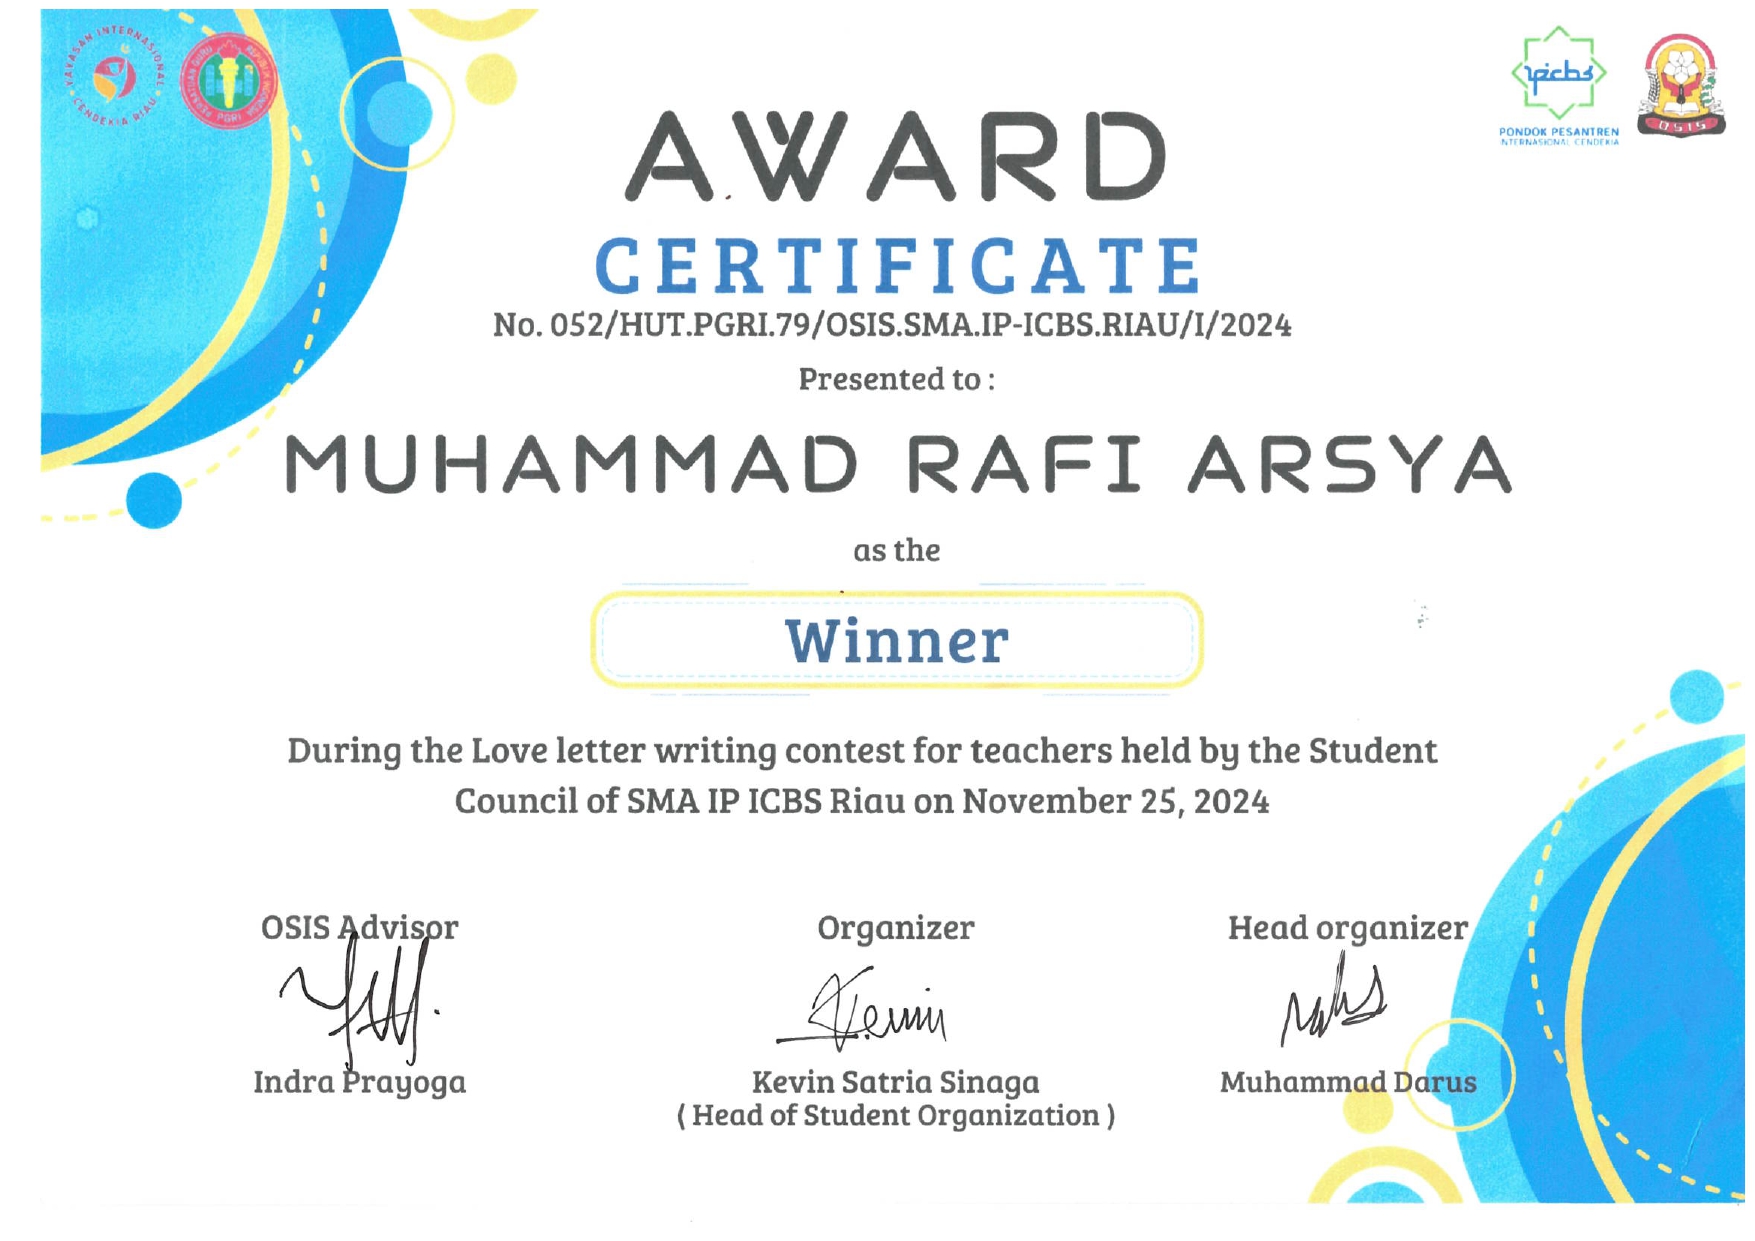 YAYASAN INTERNASIONAL
CENDEKIA RIAU
PERSATUAN GURU REPUBLIK INDONESIA
PGRI
picbs
PONDOK PESANTREN
INTERNASIONAL CENDEKIA
OSIS
AWARD
CERTIFICATE
No. 052/HUT.PGRI.79/OSIS.SMA.IP-ICBS.RIAU/I/2024
Presented to :
MUHAMMAD RAFI ARSYA
as the
Winner
During the Love letter writing contest for teachers held by the Student
Council of SMA IP ICBS Riau on November 25, 2024
OSIS Advisor
Organizer
Head organizer
Kevin
Indra Prayoga
Kevin Satria Sinaga
( Head of Student Organization )
Muhammad Darus